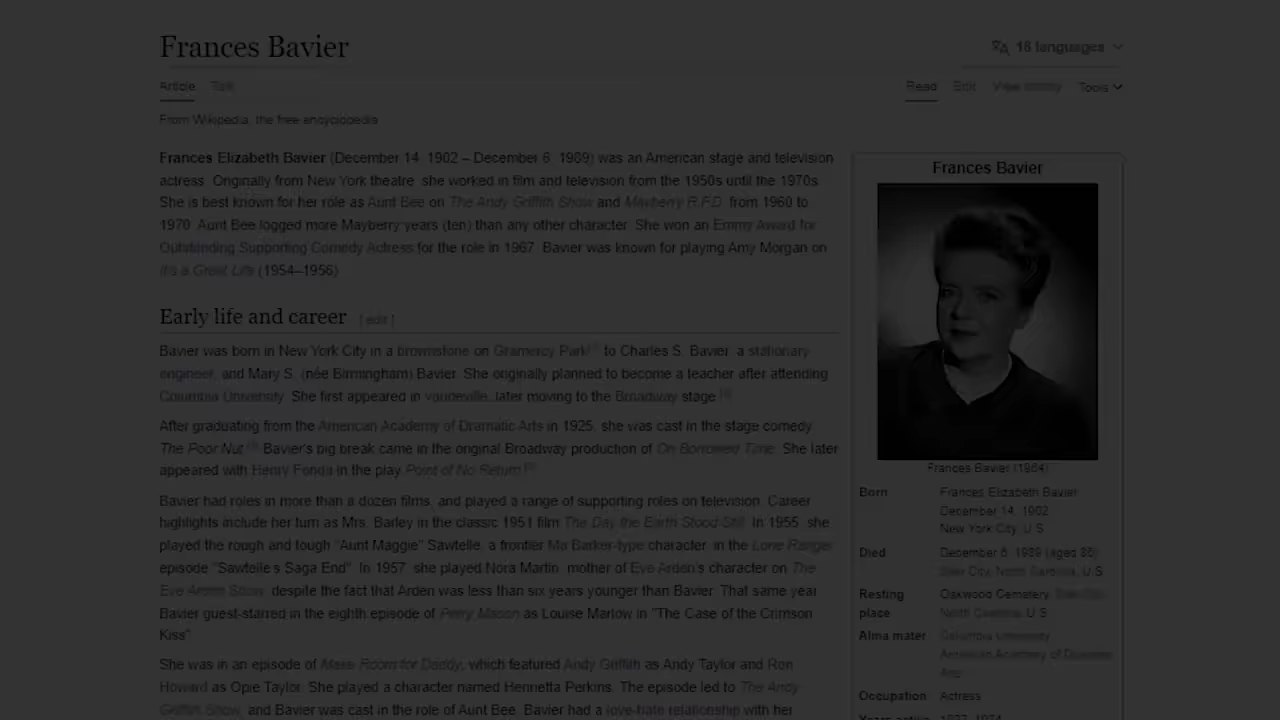 Frances Bavier
18 languages
Article Talk
Read Edit View history Tools
From Wikipedia, the free encyclopedia
Frances Elizabeth Bavier (December 14, 1902 – December 6, 1989) was an American stage and television
actress. Originally from New York theatre, she worked in film and television from the 1950s until the 1970s.
She is best known for her role as Aunt Bee on The Andy Griffith Show and Mayberry R.F.D. from 1960 to
1970. Aunt Bee logged more Mayberry years (ten) than any other character. She won an Emmy Award for
Outstanding Supporting Comedy Actress for the role in 1967. Bavier was known for playing Amy Morgan on
It's a Great Life (1954–1956).
Early life and career [ edit ]
Bavier was born in New York City in a brownstone on Gramercy Park to Charles S. Bavier, a stationary
engineer, and Mary S. (née Birmingham) Bavier. She originally planned to become a teacher after attending
Columbia University. She first appeared in vaudeville, later moving to the Broadway stage.
After graduating from the American Academy of Dramatic Arts in 1925, she was cast in the stage comedy
The Poor Nut. Bavier's big break came in the original Broadway production of On Borrowed Time. She later
appeared with Henry Fonda in the play Point of No Return.
Bavier had roles in more than a dozen films, and played a range of supporting roles on television. Career
highlights include her turn as Mrs. Barley in the classic 1951 film The Day the Earth Stood Still. In 1955, she
played the rough and tough "Aunt Maggie" Sawtelle, a frontier Ma Barker-type character, in the Lone Ranger
episode "Sawtelle's Saga End". In 1957, she played Nora Martin, mother of Eve Arden's character on The
Eve Arden Show, despite the fact that Arden was less than six years younger than Bavier. That same year,
Bavier guest-starred in the eighth episode of Perry Mason as Louise Marlow in "The Case of the Crimson
Kiss".
She was in an episode of Make Room for Daddy, which featured Andy Griffith as Andy Taylor and Ron
Howard as Opie Taylor. She played a character named Henrietta Perkins. The episode led to The Andy
Griffith Show, and Bavier was cast in the role of Aunt Bee. Bavier had a love-hate relationship with her
Frances Bavier
Frances Bavier (1964)
Born Frances Elizabeth Bavier
December 14, 1902
New York City, U.S.
Died December 6, 1989 (aged 86)
Siler City, North Carolina, U.S.
Resting place Oakwood Cemetery, Siler City,
North Carolina, U.S.
Alma mater Columbia University
American Academy of Dramatic
Arts
Occupation Actress
Years active